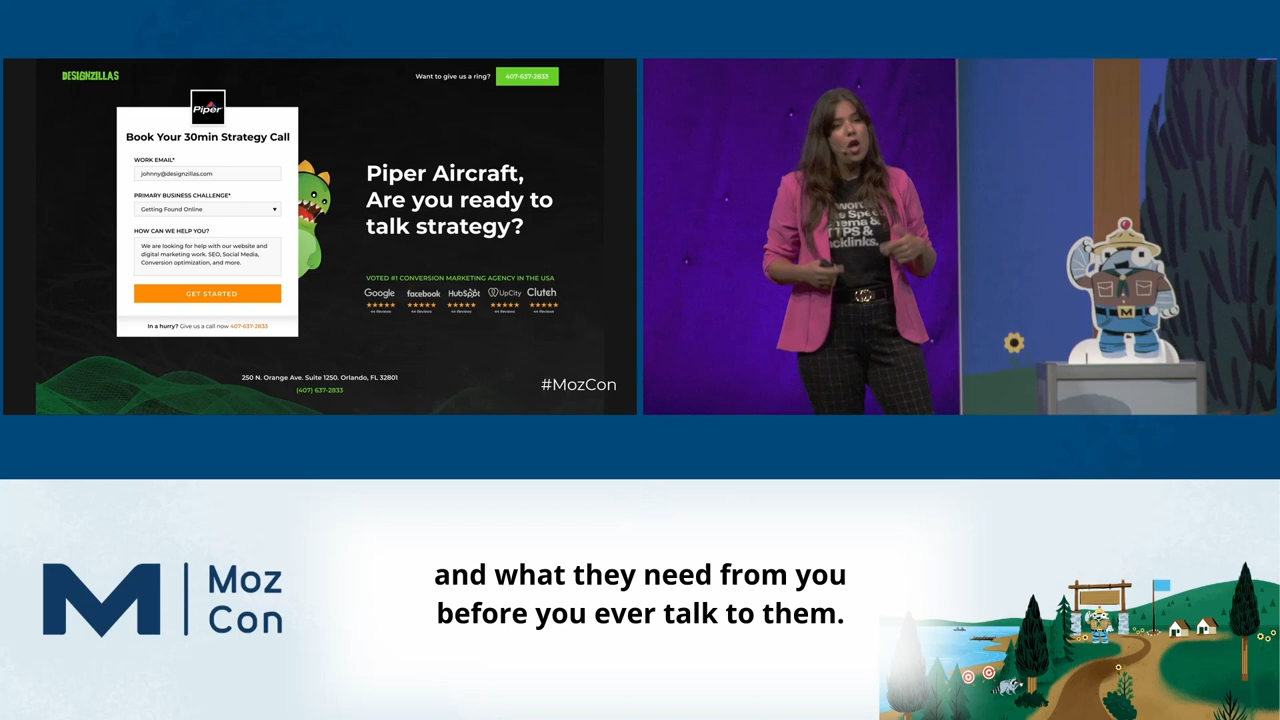 DESIGNZILLAS
Want to give us a ring?
407-637-2833
Piper
Book Your 30min Strategy Call
WORK EMAIL*
johnny@designzillas.com
PRIMARY BUSINESS CHALLENGE*
Getting Found Online
HOW CAN WE HELP YOU?
We are looking for help with our website and
digital marketing work. SEO, Social Media,
Conversion optimization, and more.
GET STARTED
In a hurry? Give us a call now 407-637-2833
Piper Aircraft,
Are you ready to
talk strategy?
VOTED #1 CONVERSION MARKETING AGENCY IN THE USA
Google facebook HubSpot UpCity Clutch
250 N. Orange Ave. Suite 1250. Orlando, FL 32801
(407) 637-2833
#MozCon
M
M
Moz
Con
and what they need from you
before you ever talk to them.